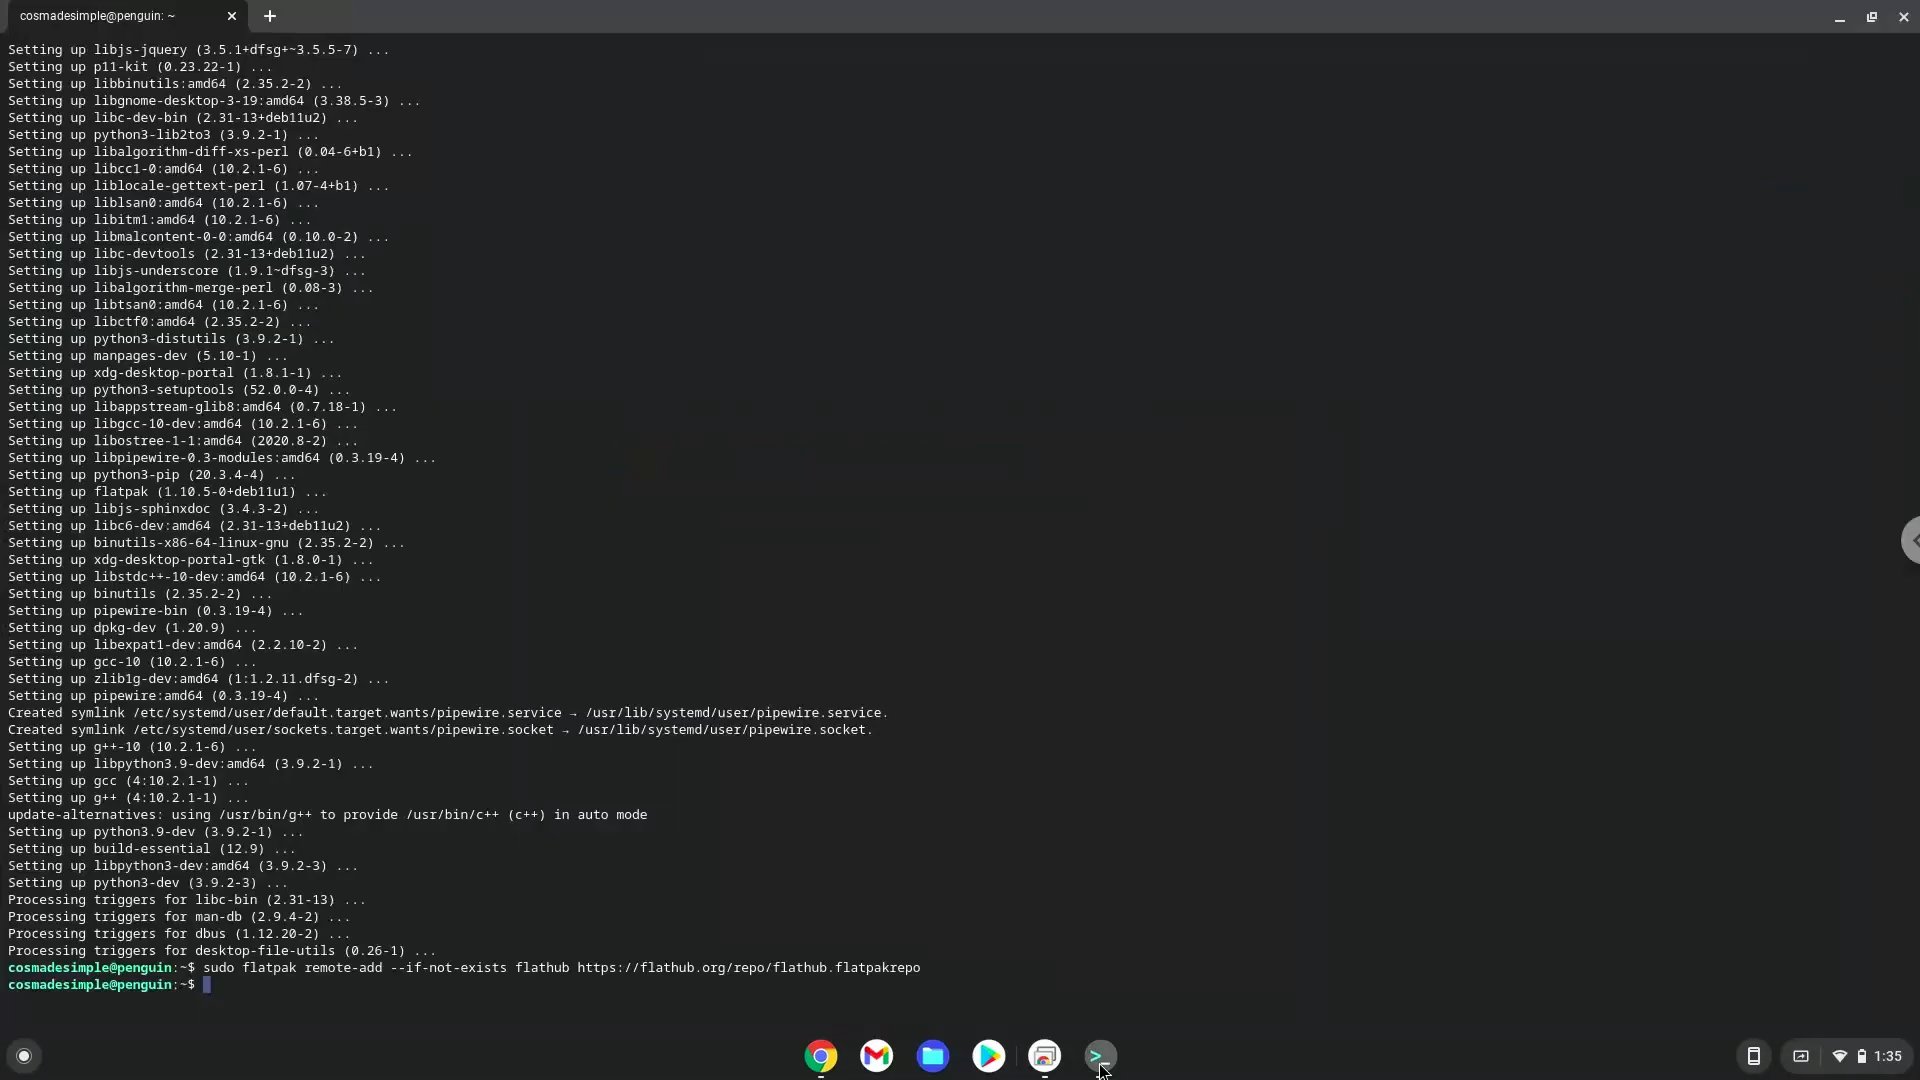 cosmadesimple@penguin: ~
Setting up libjs-jquery (3.5.1+dfsg+~3.5.5-7) ...
Setting up p11-kit (0.23.22-1) ...
Setting up libbinutils:amd64 (2.35.2-2) ...
Setting up libgnome-desktop-3-19:amd64 (3.38.5-3) ...
Setting up libc-dev-bin (2.31-13+deb11u2) ...
Setting up python3-lib2to3 (3.9.2-1) ...
Setting up libalgorithm-diff-xs-perl (0.04-6+b1) ...
Setting up libcc1-0:amd64 (10.2.1-6) ...
Setting up liblocale-gettext-perl (1.07-4+b1) ...
Setting up liblsan0:amd64 (10.2.1-6) ...
Setting up libitm1:amd64 (10.2.1-6) ...
Setting up libmalcontent-0-0:amd64 (0.10.0-2) ...
Setting up libc-devtools (2.31-13+deb11u2) ...
Setting up libjs-underscore (1.9.1~dfsg-3) ...
Setting up libalgorithm-merge-perl (0.08-3) ...
Setting up libtsan0:amd64 (10.2.1-6) ...
Setting up libctf0:amd64 (2.35.2-2) ...
Setting up python3-distutils (3.9.2-1) ...
Setting up manpages-dev (5.10-1) ...
Setting up xdg-desktop-portal (1.8.1-1) ...
Setting up python3-setuptools (52.0.0-4) ...
Setting up libappstream-glib8:amd64 (0.7.18-1) ...
Setting up libgcc-10-dev:amd64 (10.2.1-6) ...
Setting up libostree-1-1:amd64 (2020.8-2) ...
Setting up libpipewire-0.3-modules:amd64 (0.3.19-4) ...
Setting up python3-pip (20.3.4-4) ...
Setting up flatpak (1.10.5-0+deb11u1) ...
Setting up libjs-sphinxdoc (3.4.3-2) ...
Setting up libc6-dev:amd64 (2.31-13+deb11u2) ...
Setting up binutils-x86-64-linux-gnu (2.35.2-2) ...
Setting up xdg-desktop-portal-gtk (1.8.0-1) ...
Setting up libstdc++-10-dev:amd64 (10.2.1-6) ...
Setting up binutils (2.35.2-2) ...
Setting up pipewire-bin (0.3.19-4) ...
Setting up dpkg-dev (1.20.9) ...
Setting up libexpat1-dev:amd64 (2.2.10-2) ...
Setting up gcc-10 (10.2.1-6) ...
Setting up zlib1g-dev:amd64 (1:1.2.11.dfsg-2) ...
Setting up pipewire:amd64 (0.3.19-4) ...
Created symlink /etc/systemd/user/default.target.wants/pipewire.service → /usr/lib/systemd/user/pipewire.service.
Created symlink /etc/systemd/user/sockets.target.wants/pipewire.socket → /usr/lib/systemd/user/pipewire.socket.
Setting up g++-10 (10.2.1-6) ...
Setting up libpython3.9-dev:amd64 (3.9.2-1) ...
Setting up gcc (4:10.2.1-1) ...
Setting up g++ (4:10.2.1-1) ...
update-alternatives: using /usr/bin/g++ to provide /usr/bin/c++ (c++) in auto mode
Setting up python3.9-dev (3.9.2-1) ...
Setting up build-essential (12.9) ...
Setting up libpython3-dev:amd64 (3.9.2-3) ...
Setting up python3-dev (3.9.2-3) ...
Processing triggers for libc-bin (2.31-13) ...
Processing triggers for man-db (2.9.4-2) ...
Processing triggers for dbus (1.12.20-2) ...
Processing triggers for desktop-file-utils (0.26-1) ...
cosmadesimple@penguin:~$ sudo flatpak remote-add --if-not-exists flathub https://flathub.org/repo/flathub.flatpakrepo
cosmadesimple@penguin:~$
1:35